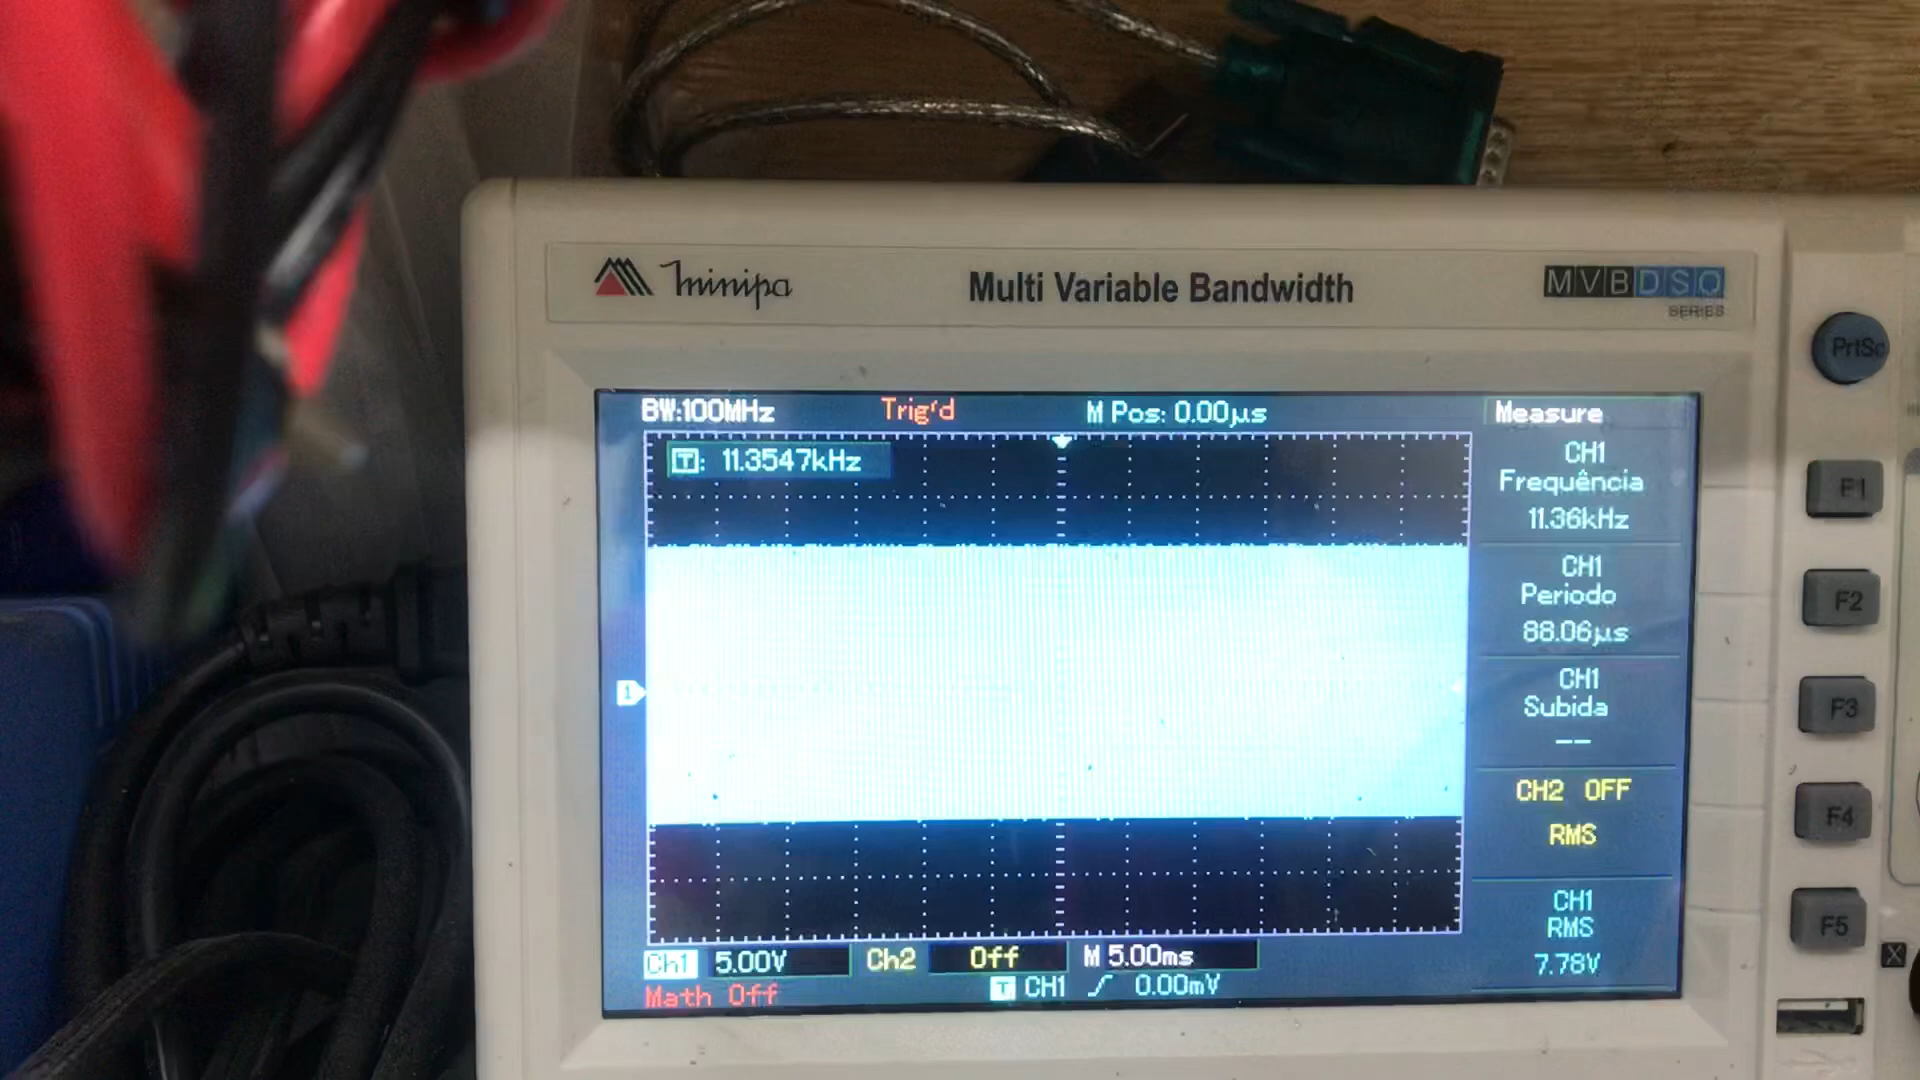 minipa
Multi Variable Bandwidth
MVBDSO
SERIES
PrtSc
BW:100MHz
Trig'd
M Pos: 0.00µs
Measure
T: 11.3547kHz
CH1
Frequência
11.36kHz
F1
CH1
Periodo
88.06µs
F2
1
CH1
Subida
--
F3
CH2 OFF
RMS
F4
CH1
RMS
7.78V
F5
Ch1 5.00V
Ch2 Off
M 5.00ms
Math Off
T CH1 0.00mV
X